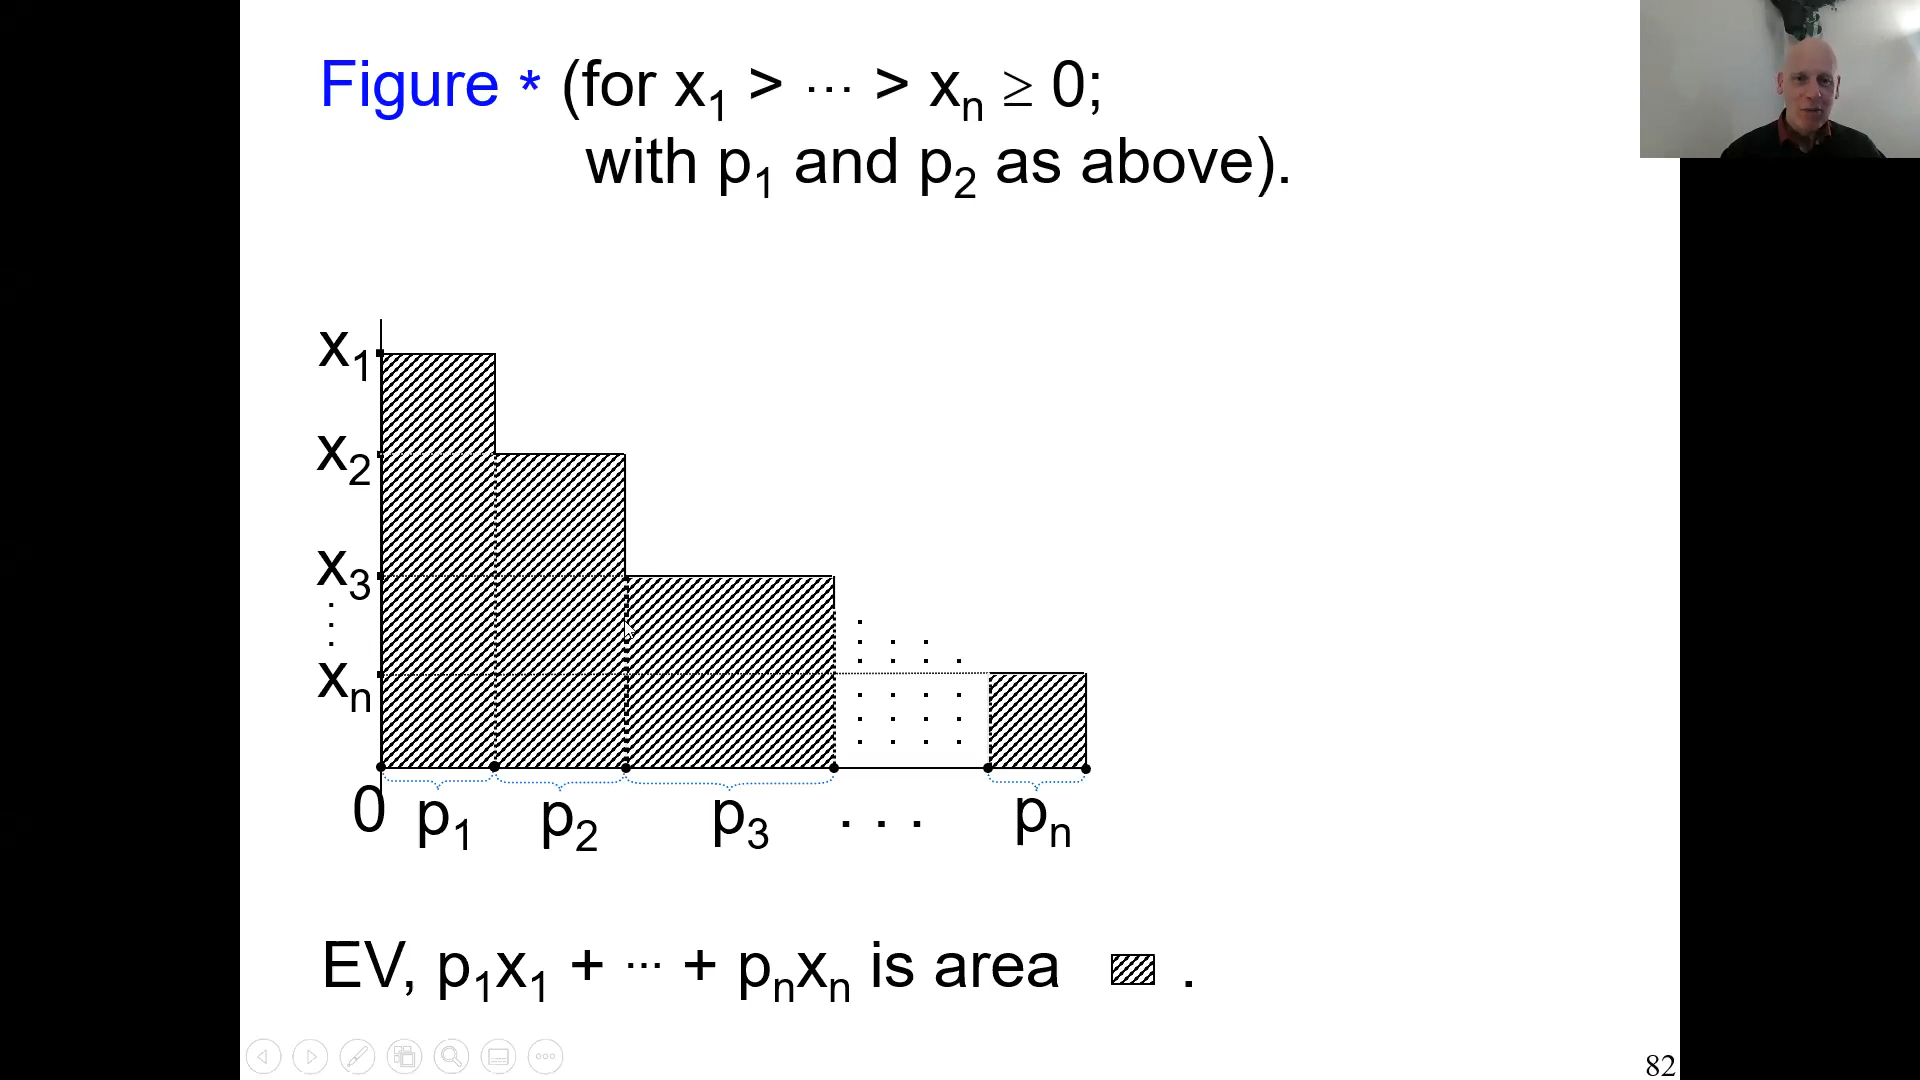 Figure * (for x₁ > ··· > xₙ ≥ 0;
with p₁ and p₂ as above).
x₁
x₂
x₃
⋮
xₙ
0 p₁ p₂ p₃ . . . pₙ
EV, p₁x₁ + ··· + pₙxₙ is area .
82